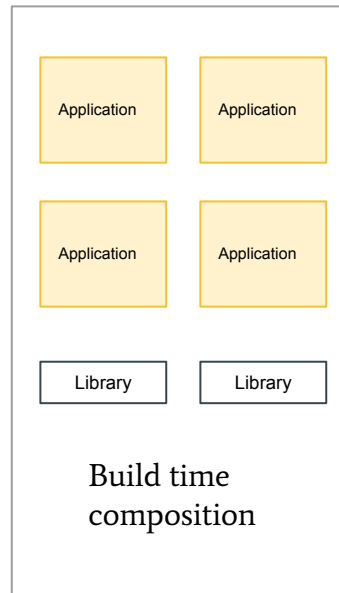 Application
Application
Application
Application
Library
Library
Build time
composition